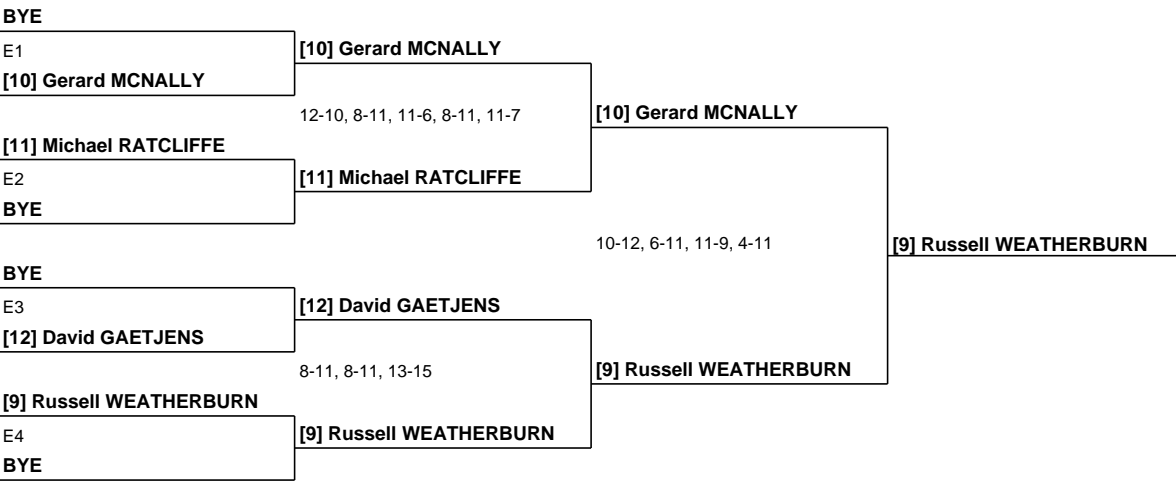 BYE
E1
[10] Gerard MCNALLY
[10] Gerard MCNALLY
12-10, 8-11, 11-6, 8-11, 11-7
[10] Gerard MCNALLY
[11] Michael RATCLIFFE
E2
[11] Michael RATCLIFFE
BYE
10-12, 6-11, 11-9, 4-11
[9] Russell WEATHERBURN
BYE
E3
[12] David GAETJENS
[12] David GAETJENS
8-11, 8-11, 13-15
[9] Russell WEATHERBURN
[9] Russell WEATHERBURN
E4
[9] Russell WEATHERBURN
BYE